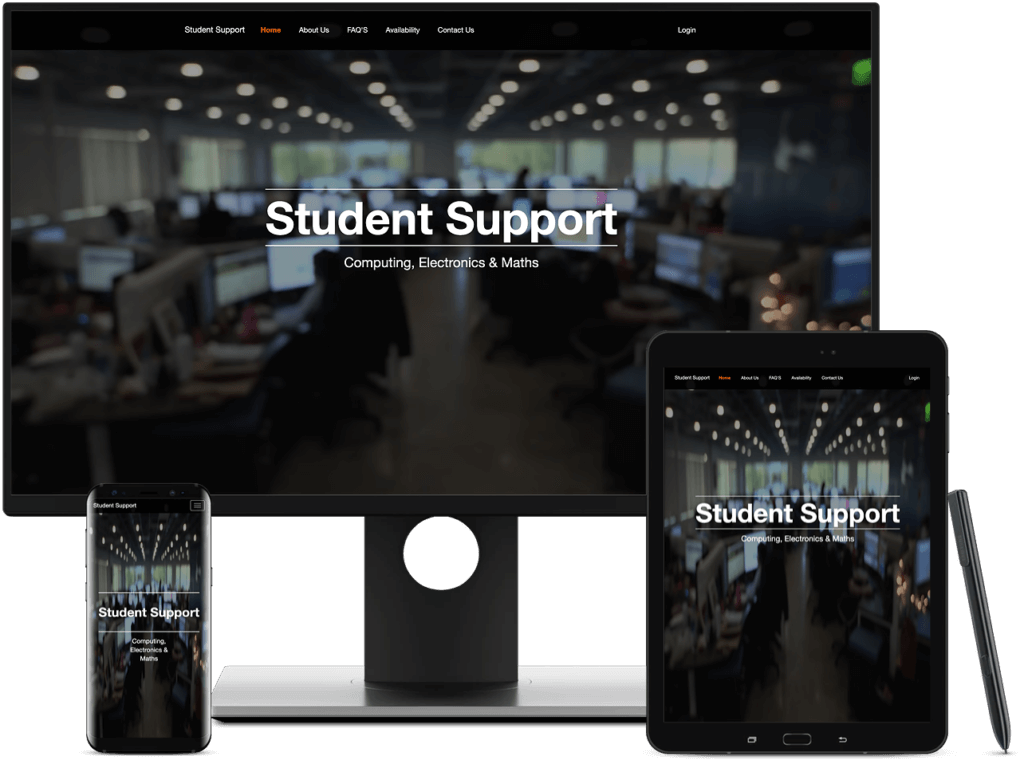 Student Support Home About Us FAQ'S Availability Contact Us Login
Student Support
Computing, Electronics & Maths
Student Support Home About Us FAQ'S Availability Contact Us Login
Student Support
Computing, Electronics & Maths
Student Support
Student Support
Computing,
Electronics &
Maths